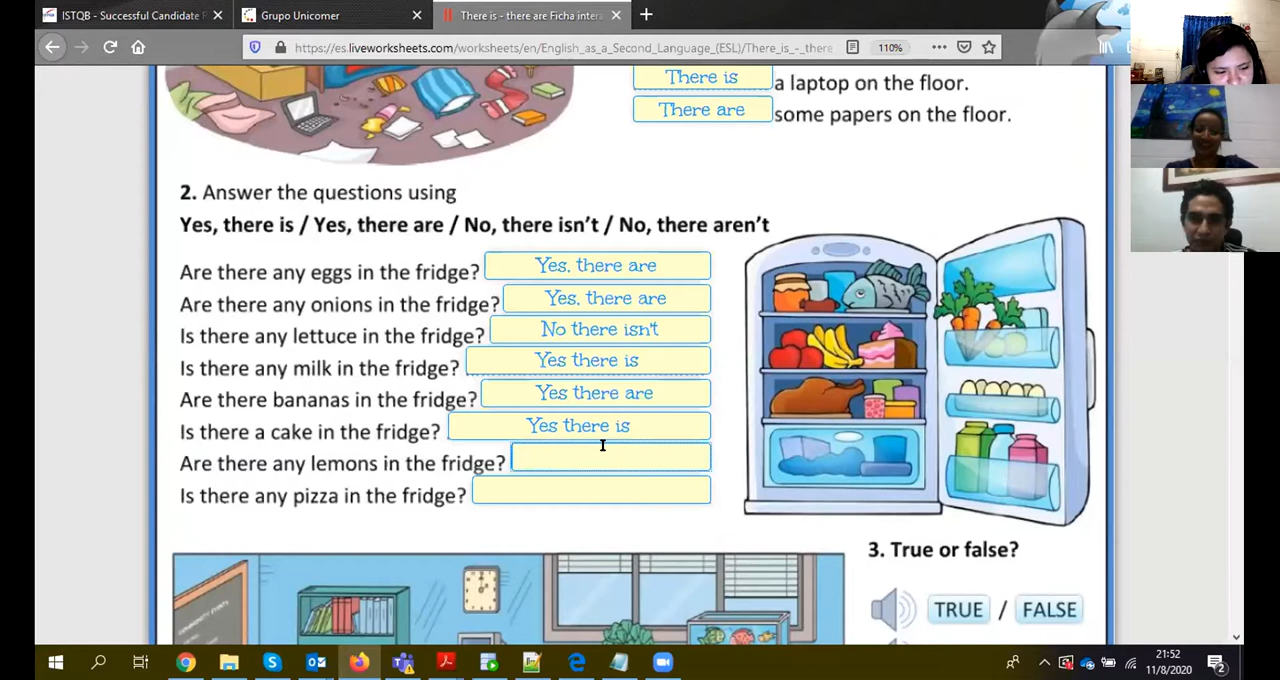 ISTQB - Successful Candidate
Grupo Unicomer
There is - there are Ficha inter
https://es.liveworksheets.com/worksheets/en/English_as_a_Second_Language_(ESL)/There_is_-_there
110%
There is a laptop on the floor.
There are some papers on the floor.
2. Answer the questions using
Yes, there is / Yes, there are / No, there isn't / No, there aren't
Are there any eggs in the fridge? Yes, there are
Are there any onions in the fridge? Yes, there are
Is there any lettuce in the fridge? No there isn't
Is there any milk in the fridge? Yes there is
Are there bananas in the fridge? Yes there are
Is there a cake in the fridge? Yes there is
Are there any lemons in the fridge?
Is there any pizza in the fridge?
3. True or false?
TRUE / FALSE
21:52
11/8/2020
2